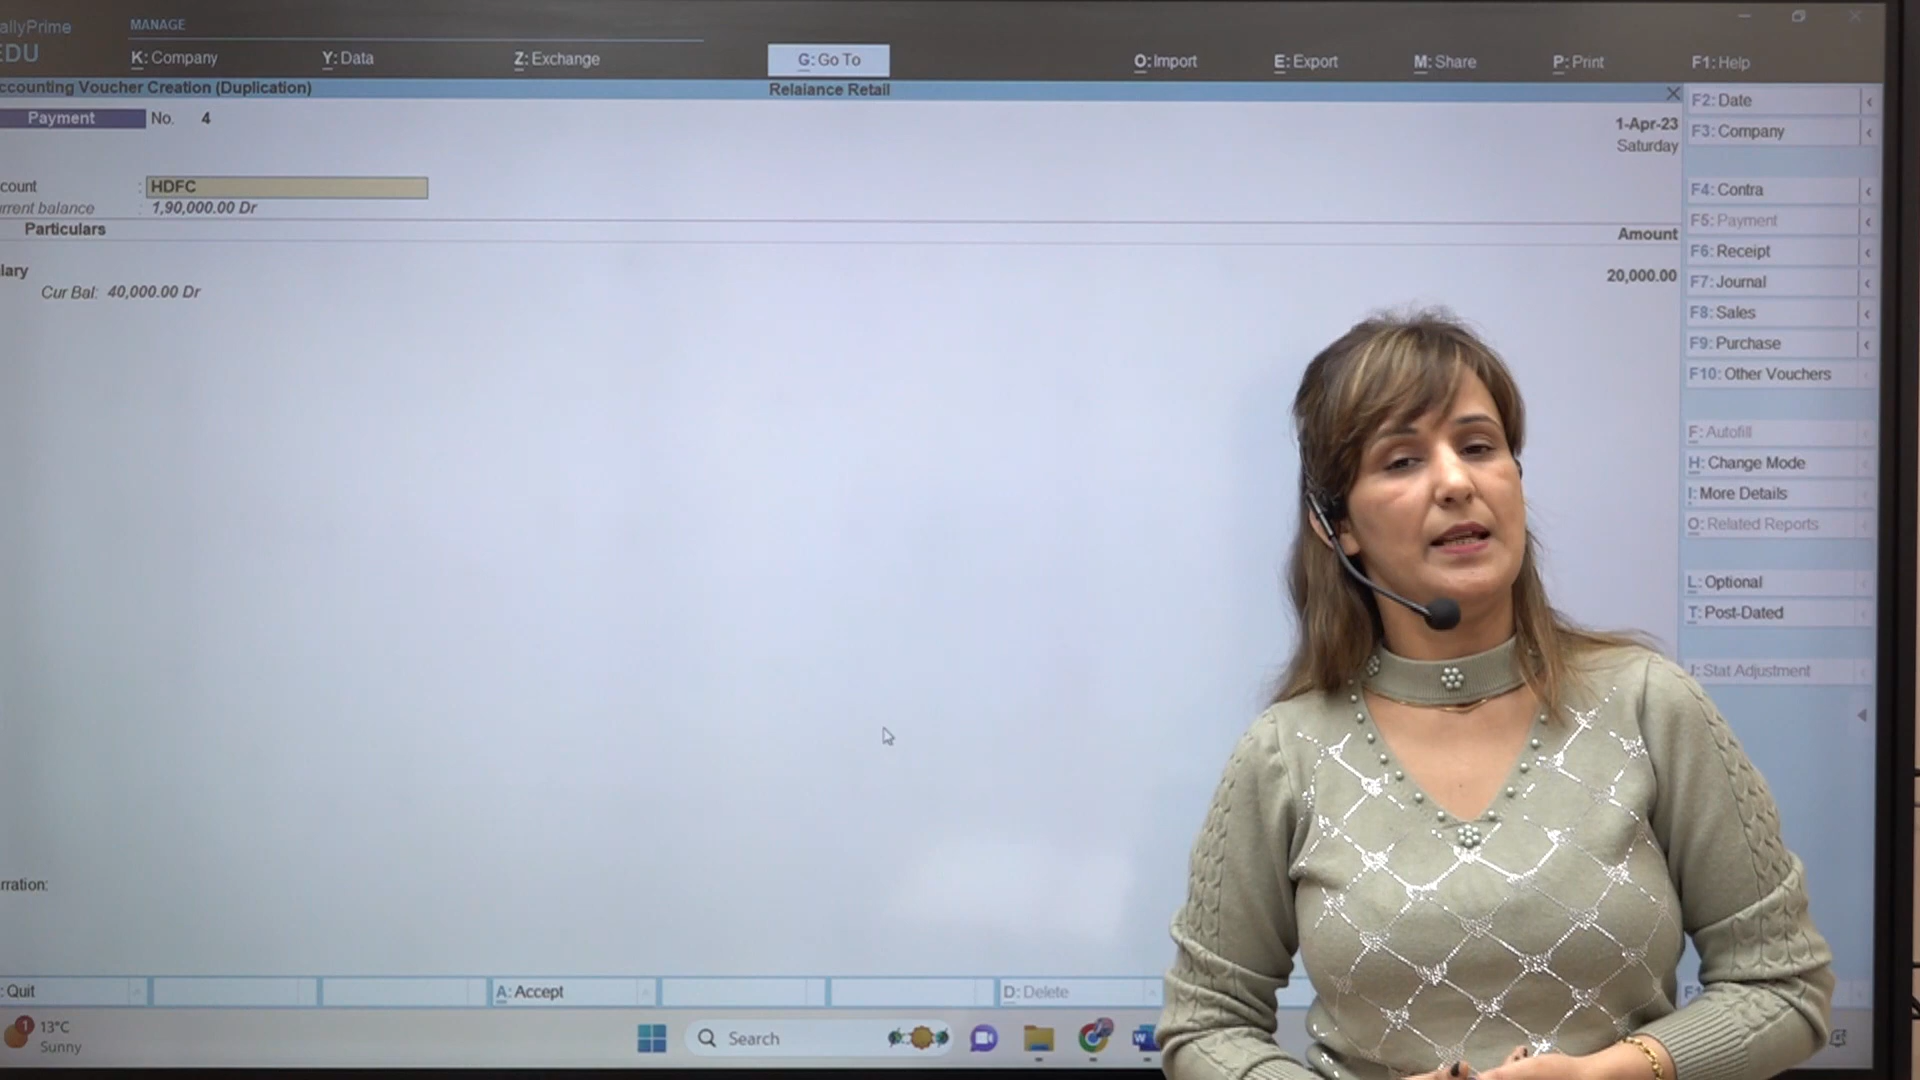 allyPrime
EDU
MANAGE
K: Company
Y: Data
Z: Exchange
G: Go To
O: Import
E: Export
M: Share
P: Print
F1: Help
ccounting Voucher Creation (Duplication)
Relaiance Retail
Payment No. 4
1-Apr-23
Saturday
count : HDFC
rrent balance : 1,90,000.00 Dr
Particulars
Amount
lary
20,000.00
Cur Bal: 40,000.00 Dr
F2: Date
F3: Company
F4: Contra
F5: Payment
F6: Receipt
F7: Journal
F8: Sales
F9: Purchase
F10: Other Vouchers
F: Autofill
H: Change Mode
I: More Details
O: Related Reports
L: Optional
T: Post-Dated
J: Stat Adjustment
rration:
: Quit
A: Accept
D: Delete
1
13°C
Sunny
Search
W